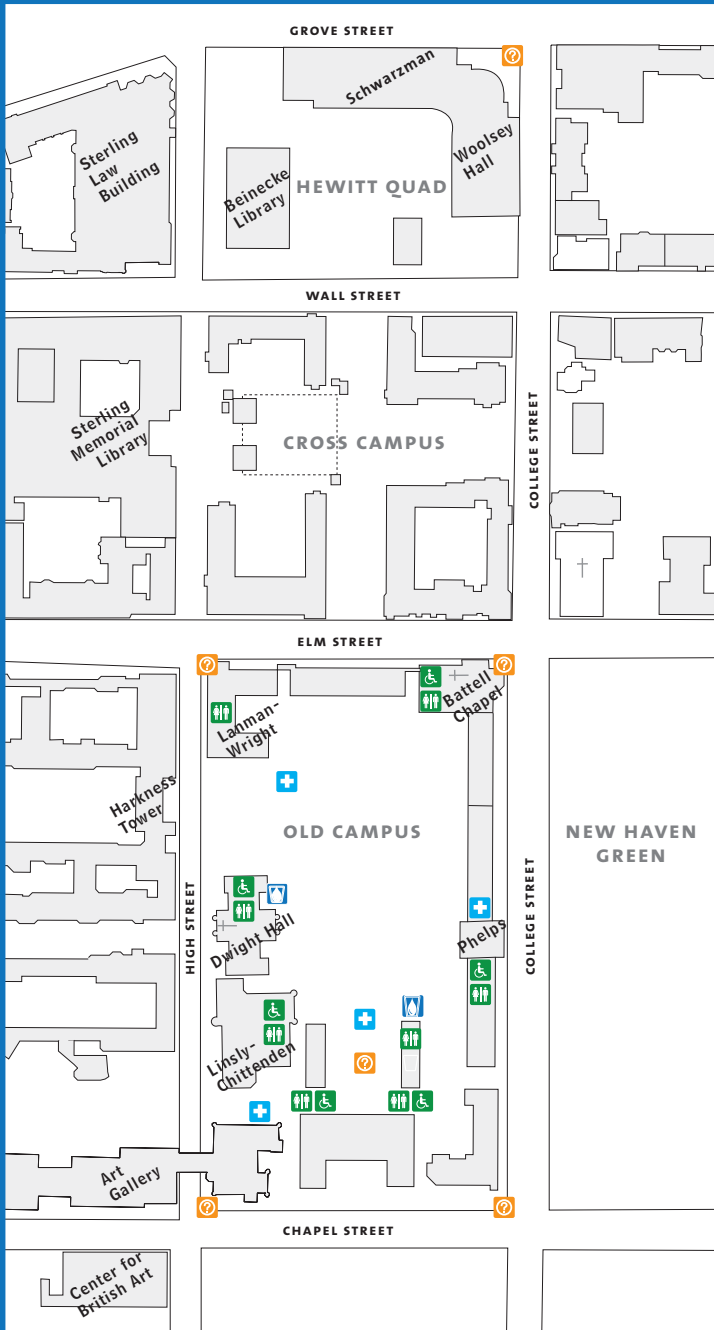 GROVE STREET
Schwarzman
Sterling
Law
Building
Woolsey
Hall
Beinecke
Library
HEWITT QUAD
WALL STREET
Sterling
Memorial
Library
CROSS CAMPUS
COLLEGE STREET
ELM STREET
Lanman-
Wright
Battell
Chapel
Harkness
Tower
OLD CAMPUS
NEW HAVEN
GREEN
HIGH STREET
Dwight Hall
Phelps
COLLEGE STREET
Linsly-
Chittenden
Art
Gallery
CHAPEL STREET
Center for
British Art